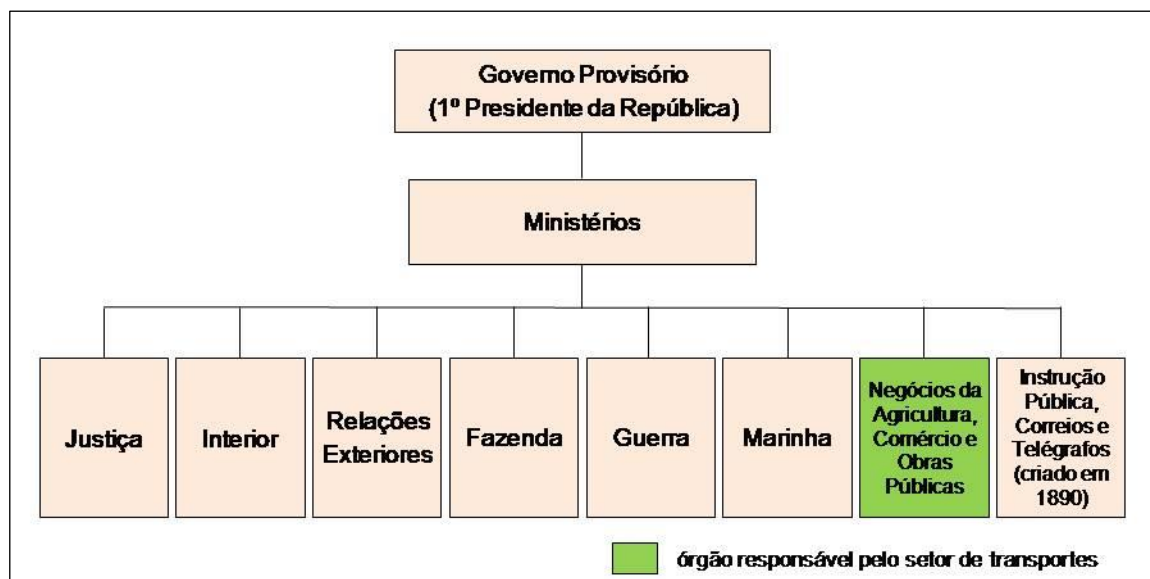 Governo Provisório
(1º Presidente da República)
Ministérios
Justiça
Interior
Relações
Exteriores
Fazenda
Guerra
Marinha
Negócios da
Agricultura,
Comércio e
Obras
Públicas
Instrução
Pública,
Correios e
Telégrafos
(criado em
1890)
órgão responsável pelo setor de transportes